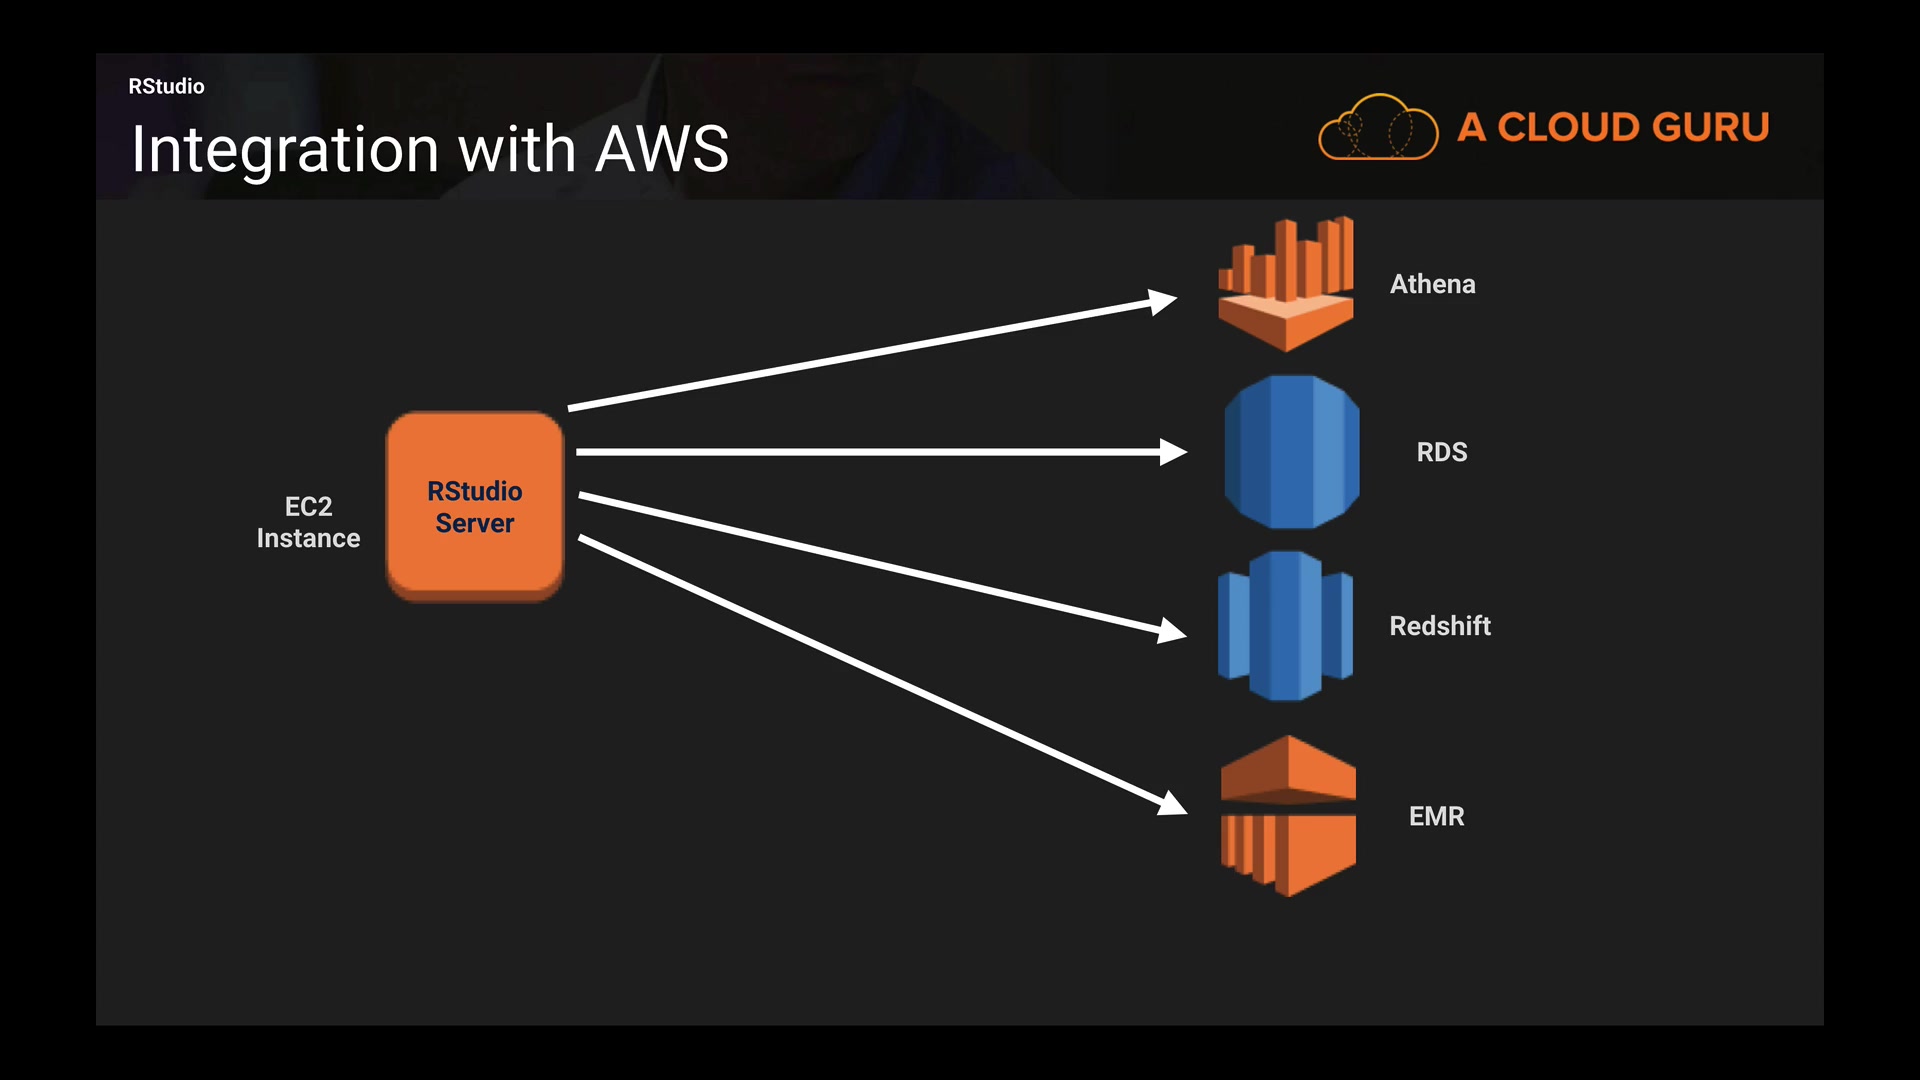 RStudio
Integration with AWS
A CLOUD GURU
Athena
RDS
RStudio
Server
EC2
Instance
Redshift
EMR